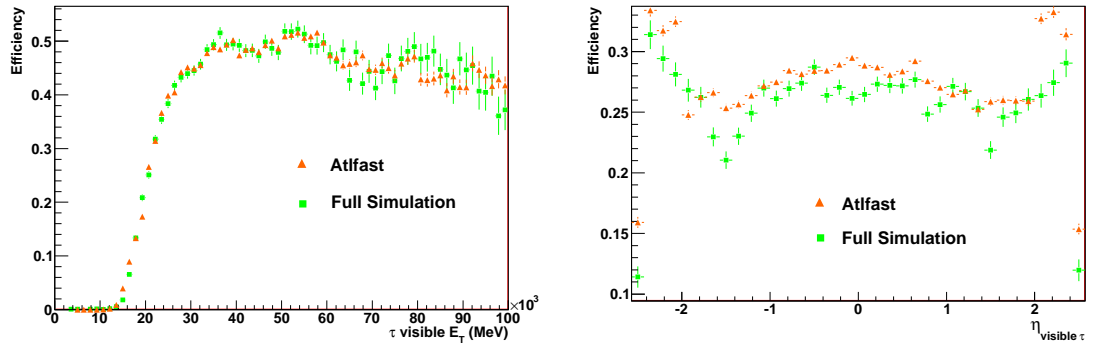 Efficiency
0.5
0.4
0.3
0.2
0.1
0
Atlfast
Full Simulation
0 10 20 30 40 50 60 70 80 90 100
×10³
τ visible E_T (MeV)
Efficiency
0.3
0.25
0.2
0.15
0.1
Atlfast
Full Simulation
-2 -1 0 1 2
η_visible τ